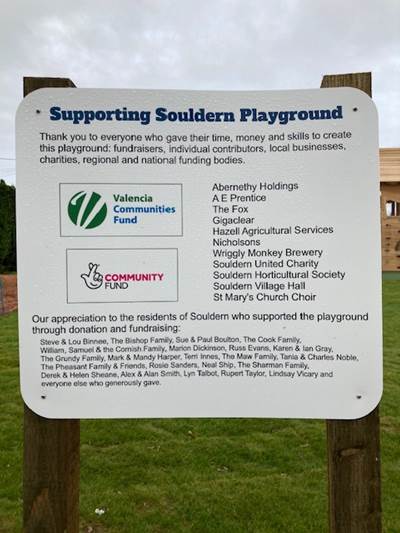 Supporting Souldern Playground
Thank you to everyone who gave their time, money and skills to create
this playground: fundraisers, individual contributors, local businesses,
charities, regional and national funding bodies.
Valencia
Communities
Fund
COMMUNITY
FUND
Abernethy Holdings
A E Prentice
The Fox
Gigaclear
Hazell Agricultural Services
Nicholsons
Wriggly Monkey Brewery
Souldern United Charity
Souldern Horticultural Society
Souldern Village Hall
St Mary's Church Choir
Our appreciation to the residents of Souldern who supported the playground
through donation and fundraising:
Steve & Lou Binnee, The Bishop Family, Sue & Paul Boulton, The Cook Family,
William, Samuel & the Cornish Family, Marion Dickinson, Russ Evans, Karen & Ian Gray,
The Grundy Family, Mark & Mandy Harper, Terri Innes, The Maw Family, Tania & Charles Noble,
The Pheasant Family & Friends, Rosie Sanders, Neal Ship, The Sharman Family,
Derek & Helen Sheane, Alex & Alan Smith, Lyn Talbot, Rupert Taylor, Lindsay Vicary and
everyone else who generously gave.